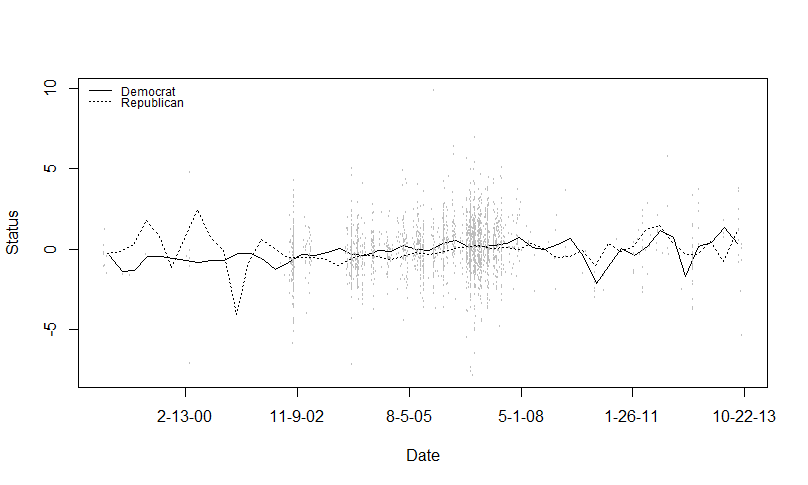 Democrat
Republican
10
5
0
-5
Status
2-13-00 11-9-02 8-5-05 5-1-08 1-26-11 10-22-13
Date